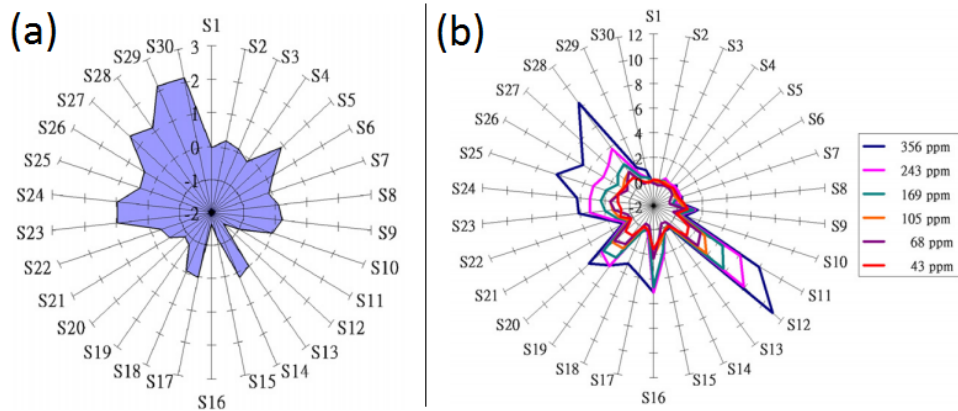 (a)
S1
S2
S3
S4
S5
S6
S7
S8
S9
S10
S11
S12
S13
S14
S15
S16
S17
S18
S19
S20
S21
S22
S23
S24
S25
S26
S27
S28
S29
S30
3
2
1
0
-1
-2
(b)
S1
S2
S3
S4
S5
S6
S7
S8
S9
S10
S11
S12
S13
S14
S15
S16
S17
S18
S19
S20
S21
S22
S23
S24
S25
S26
S27
S28
S29
S30
12
10
8
6
4
2
0
-2
356 ppm
243 ppm
169 ppm
105 ppm
68 ppm
43 ppm